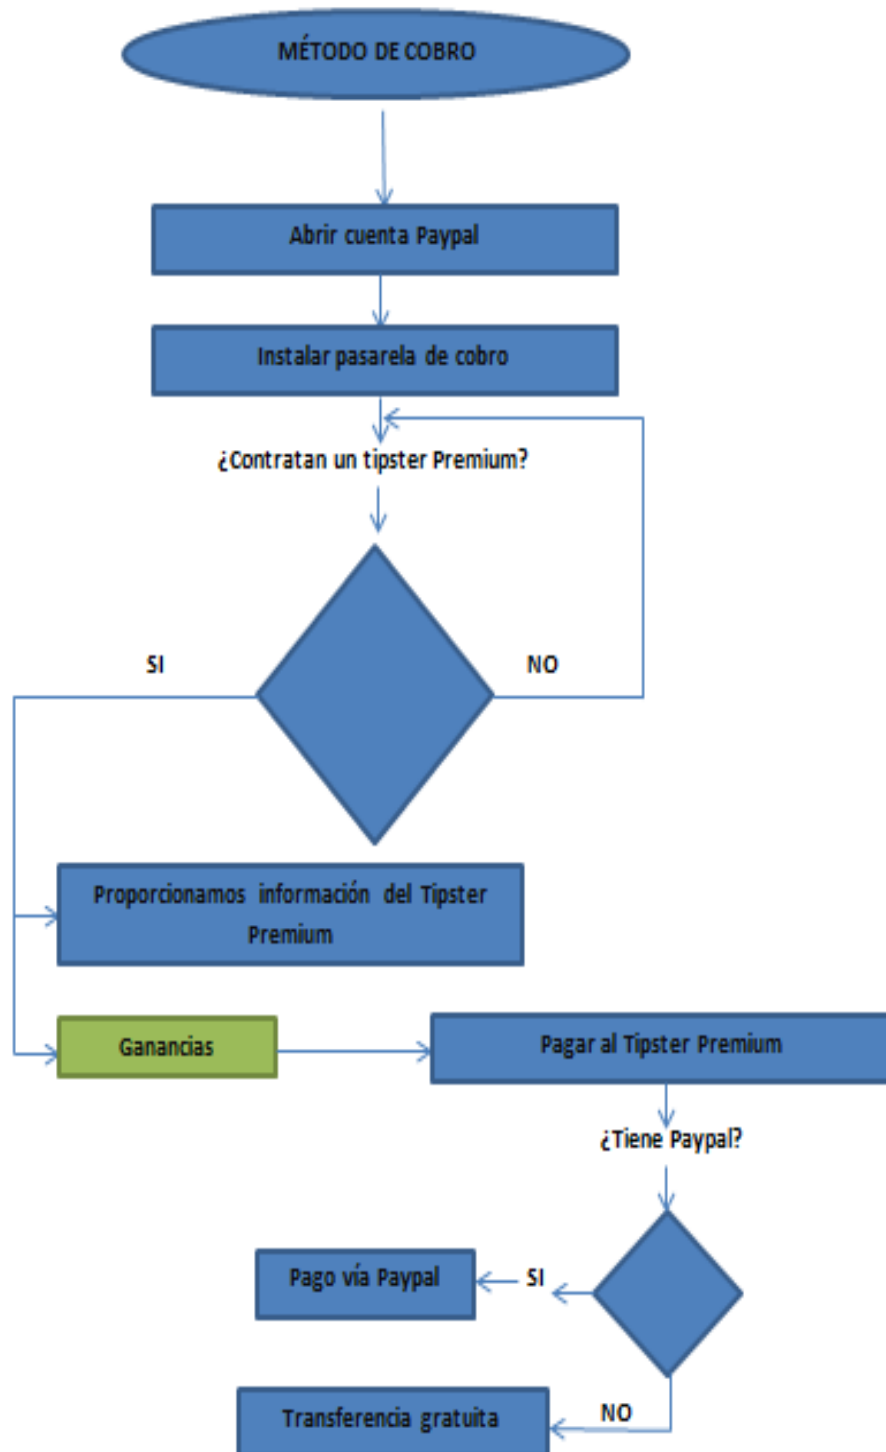 MÉTODO DE COBRO
Abrir cuenta Paypal
Instalar pasarela de cobro
¿Contratan un tipster Premium?
SI
NO
Proporcionamos información del Tipster
Premium
Ganancias
Pagar al Tipster Premium
¿Tiene Paypal?
Pago vía Paypal
SI
Transferencia gratuita
NO